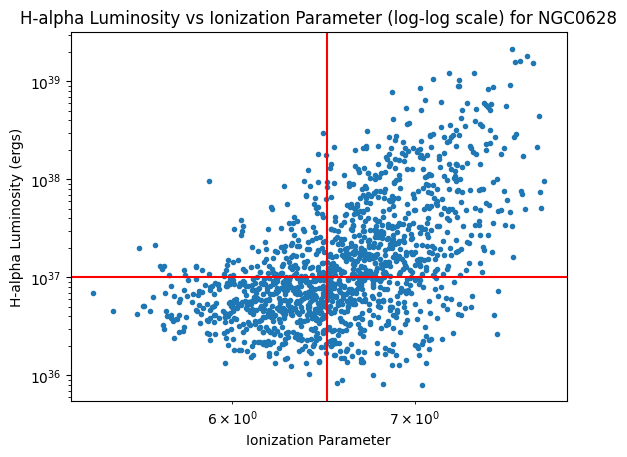 H-alpha Luminosity vs Ionization Parameter (log-log scale) for NGC0628
H-alpha Luminosity (ergs)
10³⁹
10³⁸
10³⁷
10³⁶
6 × 10⁰
7 × 10⁰
Ionization Parameter